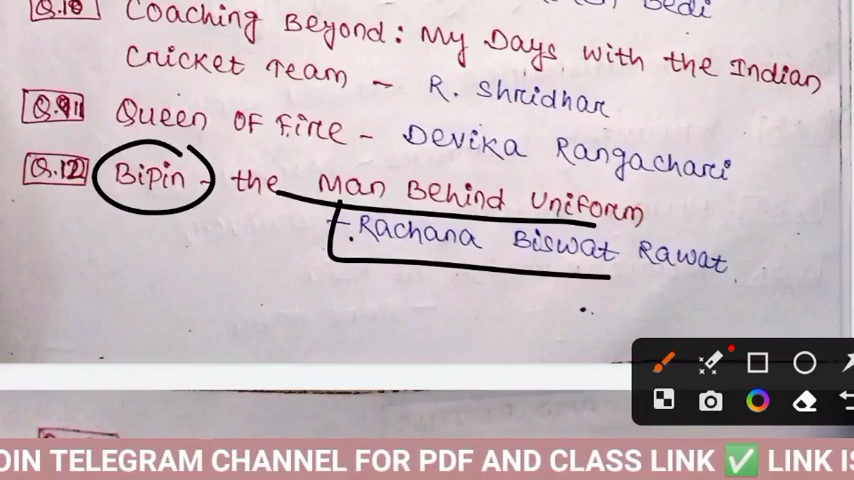 Q.10 Coaching Beyond: My Days with the Indian
Cricket Team - R. Shridhar
Q.11 Queen OF Fire - Devika Rangachari
Q.12 Bipin - the Man Behind Uniform
- Rachana Biswat Rawat
OIN TELEGRAM CHANNEL FOR PDF AND CLASS LINK ✅ LINK IS